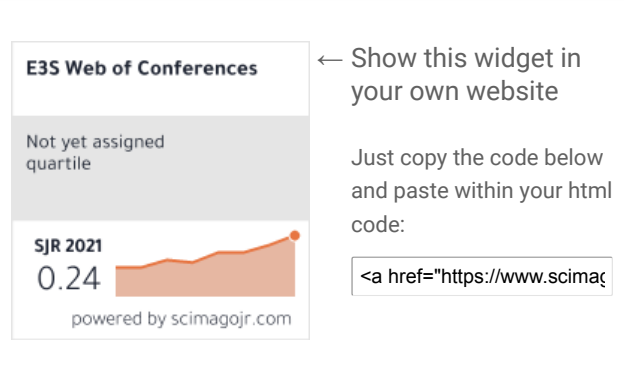 E3S Web of Conferences
Not yet assigned
quartile
SJR 2021
0.24
powered by scimagojr.com
← Show this widget in
your own website
Just copy the code below
and paste within your html
code:
<a href="https://www.scimag